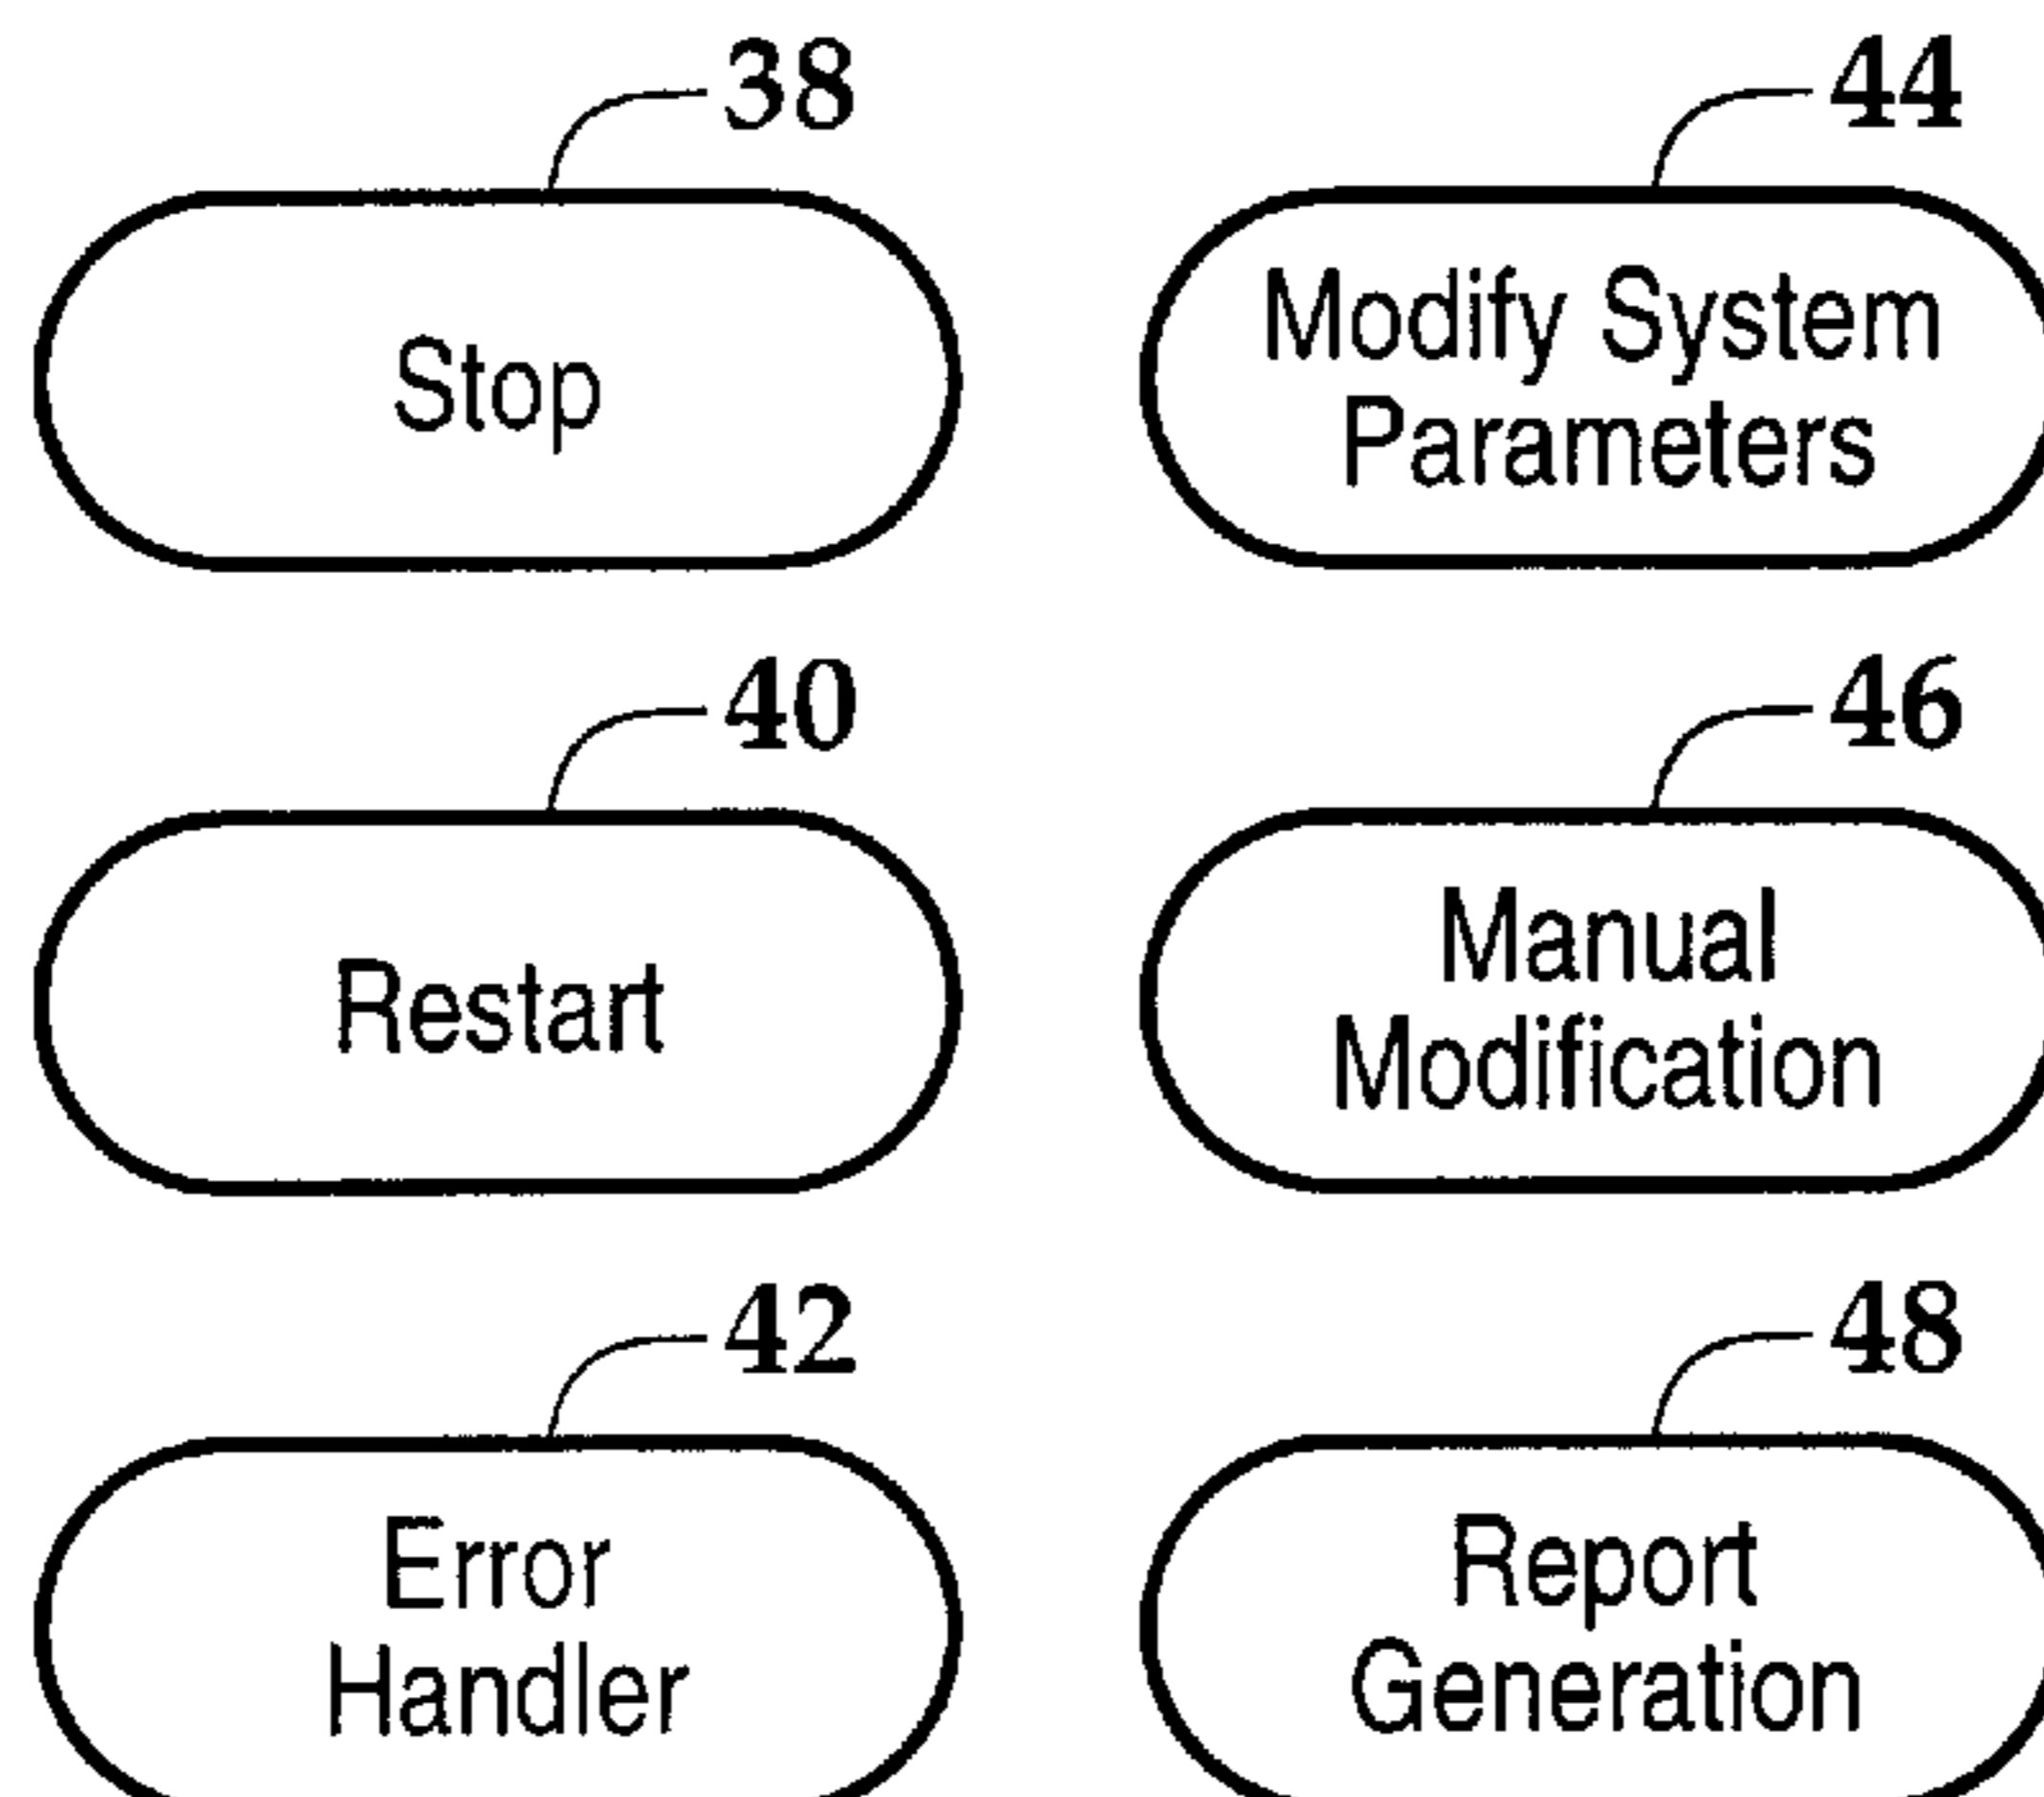 38
Stop
44
Modify System
Parameters
40
Restart
46
Manual
Modification
42
Error
Handler
48
Report
Generation